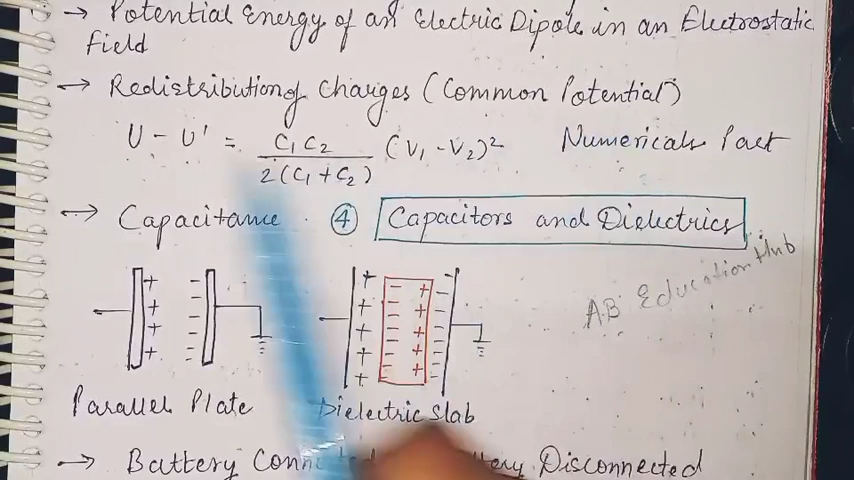 → Potential Energy of an Electric Dipole in an Electrostatic
field
→ Redistribution of Charges (Common Potential)
U - U' = C₁C₂ / 2(C₁+C₂) (V₁ - V₂)² Numericals Part
→ Capacitance ④ Capacitors and Dielectrics
AB Education Hub
Parallel Plate Dielectric Slab
→ Battery Disconnected